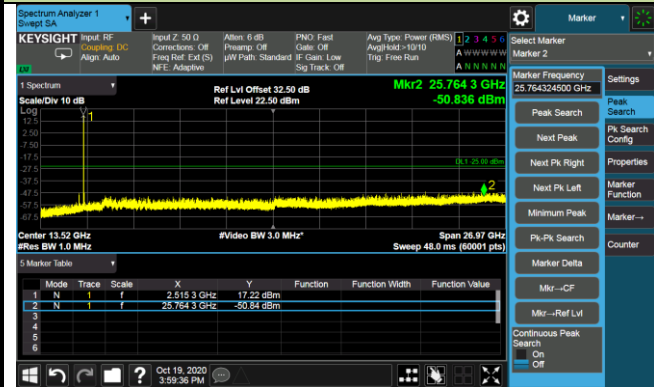 Spectrum Analyzer 1
Swept SA
+
Marker
KEYSIGHT
Input: RF
Coupling: DC
Align: Auto
Input Z: 50 Ω
Corrections: Off
Freq Ref: Ext (S)
NFE: Adaptive
Atten: 6 dB
Preamp: Off
µW Path: Standard
PNO: Fast
Gate: Off
IF Gain: Low
Sig Track: Off
Avg Type: Power (RMS)
Avg|Hold:>10/10
Trig: Free Run
1 2 3 4 5 6
A W W W W W
A N N N N N
Select Marker
Marker 2
1 Spectrum
Scale/Div 10 dB
Ref Lvl Offset 32.50 dB
Ref Level 22.50 dBm
Mkr2 25.764 3 GHz
-50.836 dBm
Log
12.5
2.50
-7.50
-17.5
-27.5
-37.5
-47.5
-57.5
-67.5
1
DL1 -25.00 dBm
2
Center 13.52 GHz
#Res BW 1.0 MHz
#Video BW 3.0 MHz*
Span 26.97 GHz
Sweep 48.0 ms (60001 pts)
5 Marker Table
Mode Trace Scale X Y Function Function Width Function Value
1 N 1 f 2.515 3 GHz 17.22 dBm
2 N 1 f 25.764 3 GHz -50.84 dBm
3
4
5
6
Marker Frequency
25.764324500 GHz
Peak Search
Next Peak
Next Pk Right
Next Pk Left
Minimum Peak
Pk-Pk Search
Marker Delta
Mkr→CF
Mkr→Ref Lvl
Continuous Peak
Search
On
Off
Settings
Peak
Search
Pk Search
Config
Properties
Marker
Function
Marker→
Counter
?
Oct 19, 2020
3:59:36 PM